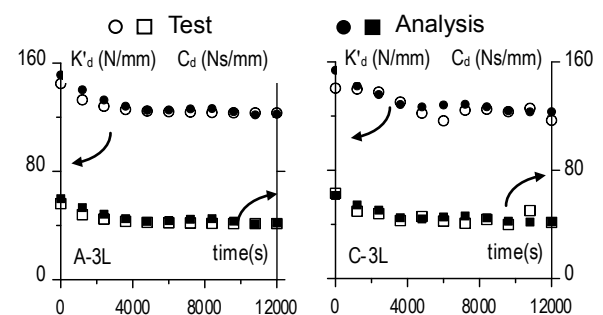 Test Analysis
160 K'd (N/mm) Cd (Ns/mm)
80
0
A-3L time(s)
0 4000 8000 12000
K'd (N/mm) Cd (Ns/mm) 160
80
0
C-3L time(s)
0 4000 8000 12000